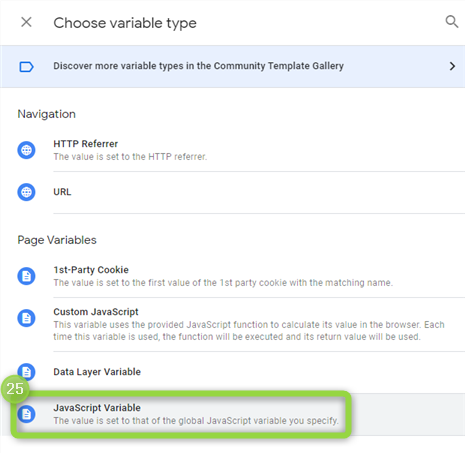 Choose variable type
Discover more variable types in the Community Template Gallery
Navigation
HTTP Referrer
The value is set to the HTTP referrer.
URL
Page Variables
1st-Party Cookie
The value is set to the first value of the 1st party cookie with the matching name.
Custom JavaScript
This variable uses the provided JavaScript function to calculate its value in the browser. Each
time this variable is used, the function will be executed and its return value will be used.
Data Layer Variable
25
JavaScript Variable
The value is set to that of the global JavaScript variable you specify.